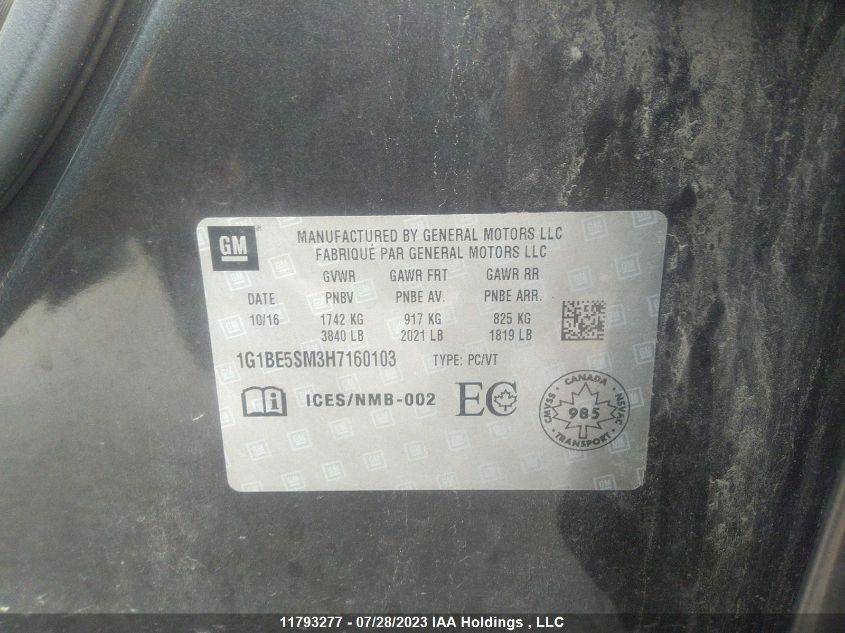 GM®
MANUFACTURED BY GENERAL MOTORS LLC
FABRIQUÉ PAR GENERAL MOTORS LLC
GVWR GAWR FRT GAWR RR
DATE PNBV PNBE AV. PNBE ARR.
10/16 1742 KG 917 KG 825 KG
3840 LB 2021 LB 1819 LB
1G1BE5SM3H7160103 TYPE: PC/VT
ICES/NMB-002 EC
CANADA
CMVSS 985 NSVAC
TRANSPORT
11793277 - 07/28/2023 IAA Holdings , LLC